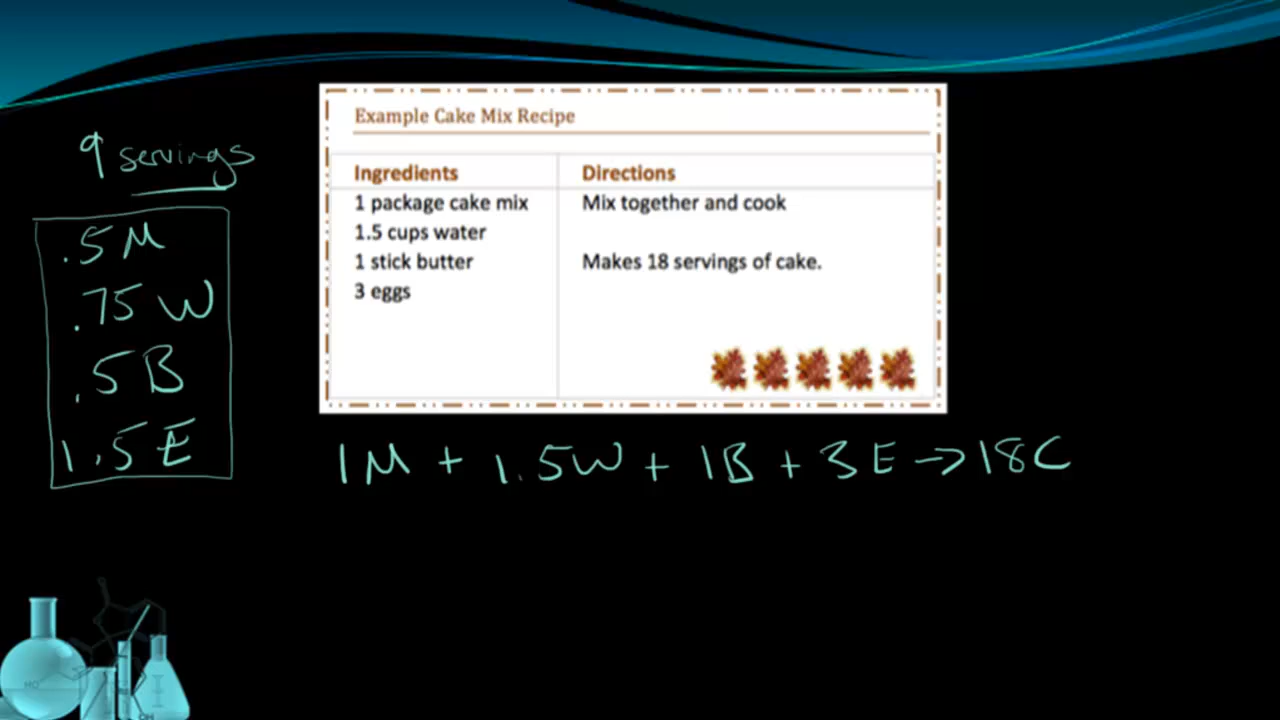 9 servings
.5 M
.75 W
.5 B
1.5 E
Example Cake Mix Recipe
Ingredients
Directions
1 package cake mix
Mix together and cook
1.5 cups water
1 stick butter
Makes 18 servings of cake.
3 eggs
1M + 1.5W + 1B + 3E → 18C
HO
OH